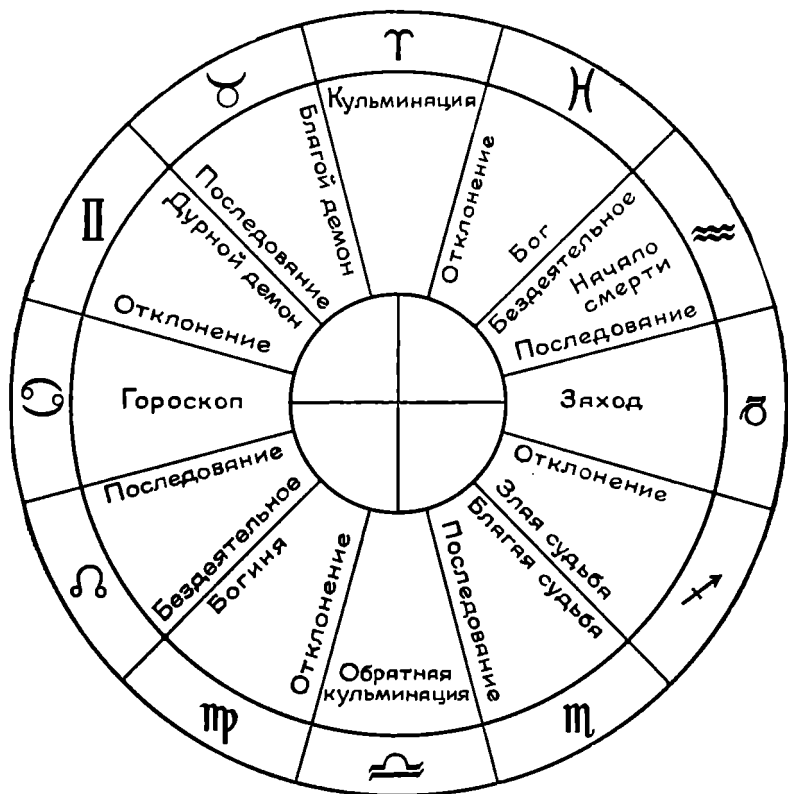 ♈
♓
♒
♑
♐
♏
♎
♍
♌
♋
♊
♉
Кульминация
Отклонение
Бог
Бездеятельное
Начало
смерти
Последование
Заход
Отклонение
Злая судьба
Благая судьба
Последование
Обратная
кульминация
Отклонение
Богиня
Бездеятельное
Последование
Гороскоп
Отклонение
Дурной демон
Последование
Благой демон